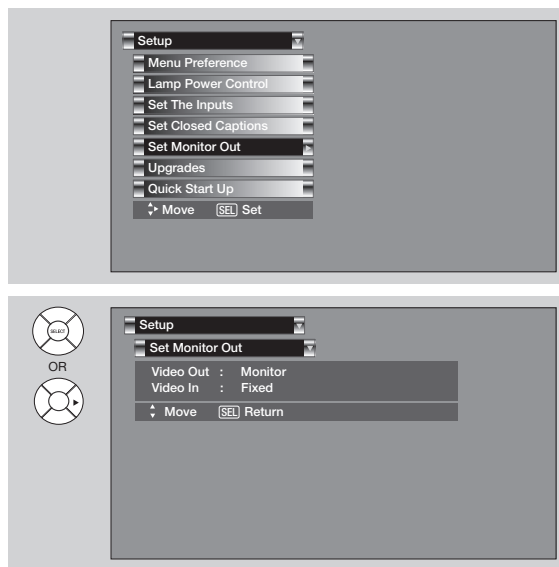 Setup
Menu Preference
Lamp Power Control
Set The Inputs
Set Closed Captions
Set Monitor Out
Upgrades
Quick Start Up
Move SEL Set
SELECT
OR
Setup
Set Monitor Out
Video Out : Monitor
Video In : Fixed
Move SEL Return